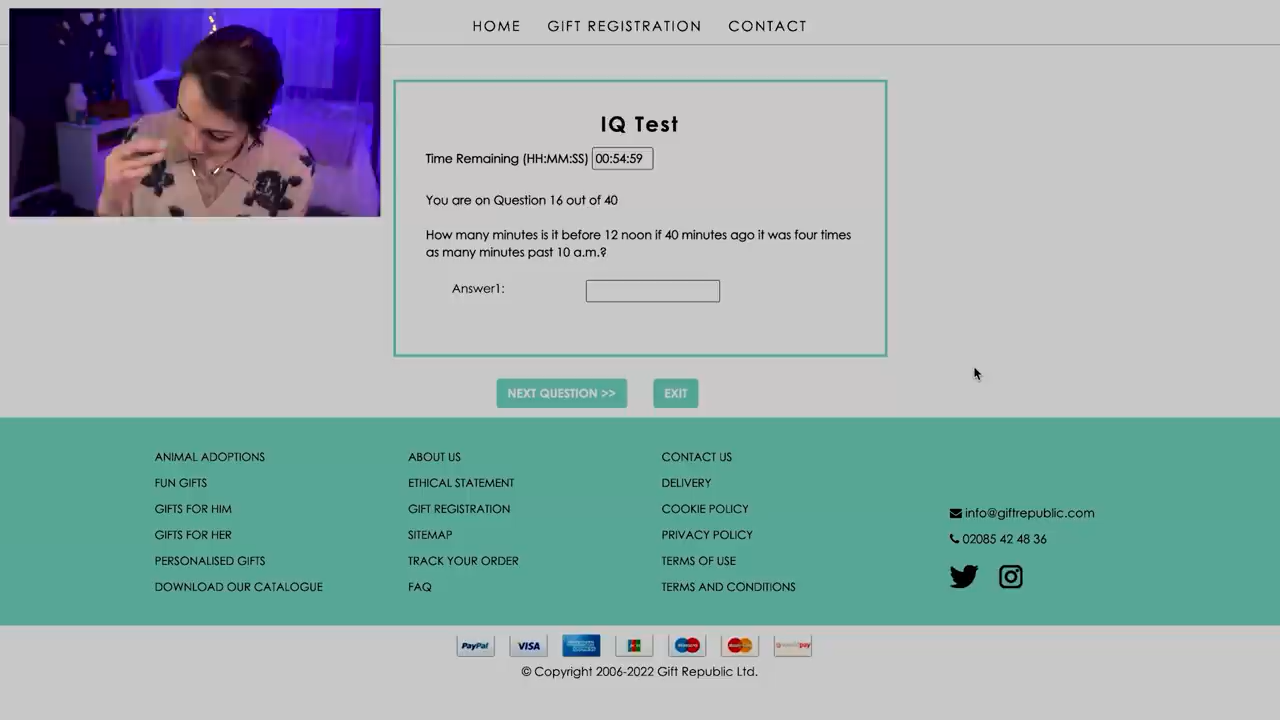 HOME GIFT REGISTRATION CONTACT
IQ Test
Time Remaining (HH:MM:SS) 00:54:59
You are on Question 16 out of 40
How many minutes is it before 12 noon if 40 minutes ago it was four times
as many minutes past 10 a.m.?
Answer1:
NEXT QUESTION >> EXIT
ANIMAL ADOPTIONS
FUN GIFTS
GIFTS FOR HIM
GIFTS FOR HER
PERSONALISED GIFTS
DOWNLOAD OUR CATALOGUE
ABOUT US
ETHICAL STATEMENT
GIFT REGISTRATION
SITEMAP
TRACK YOUR ORDER
FAQ
CONTACT US
DELIVERY
COOKIE POLICY
PRIVACY POLICY
TERMS OF USE
TERMS AND CONDITIONS
info@giftrepublic.com
02085 42 48 36
PayPal VISA
© Copyright 2006-2022 Gift Republic Ltd.